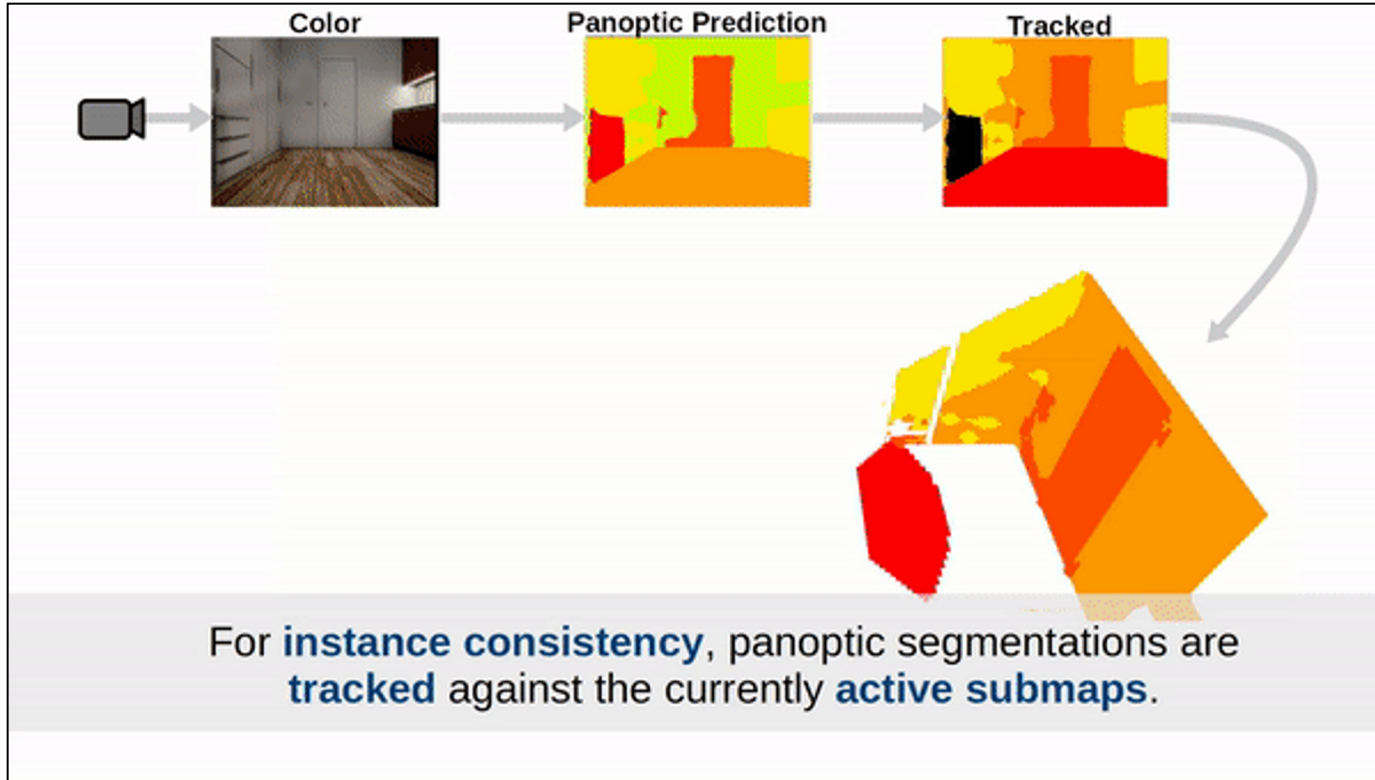 Color
Panoptic Prediction
Tracked
For instance consistency, panoptic segmentations are
tracked against the currently active submaps.